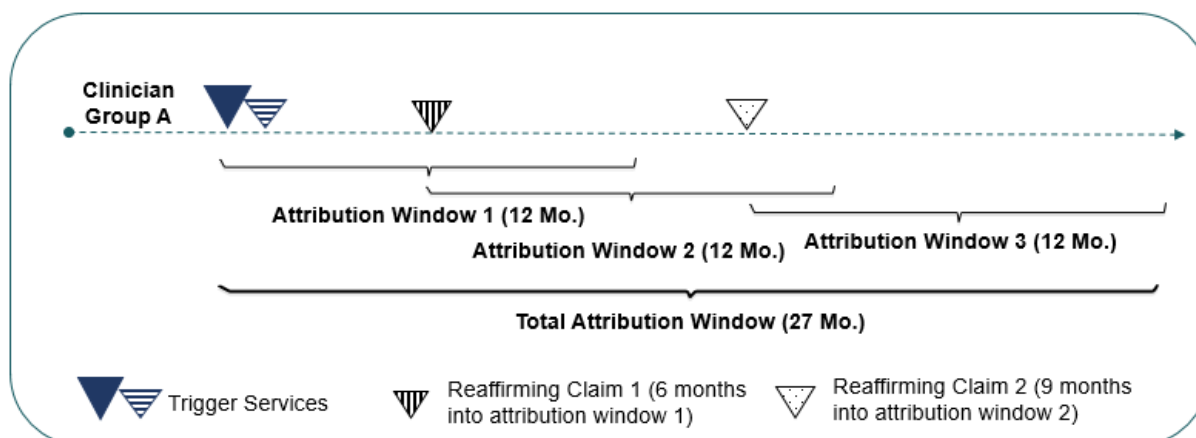 Clinician
Group A
Attribution Window 1 (12 Mo.)
Attribution Window 2 (12 Mo.)
Attribution Window 3 (12 Mo.)
Total Attribution Window (27 Mo.)
Trigger Services
Reaffirming Claim 1 (6 months
into attribution window 1)
Reaffirming Claim 2 (9 months
into attribution window 2)